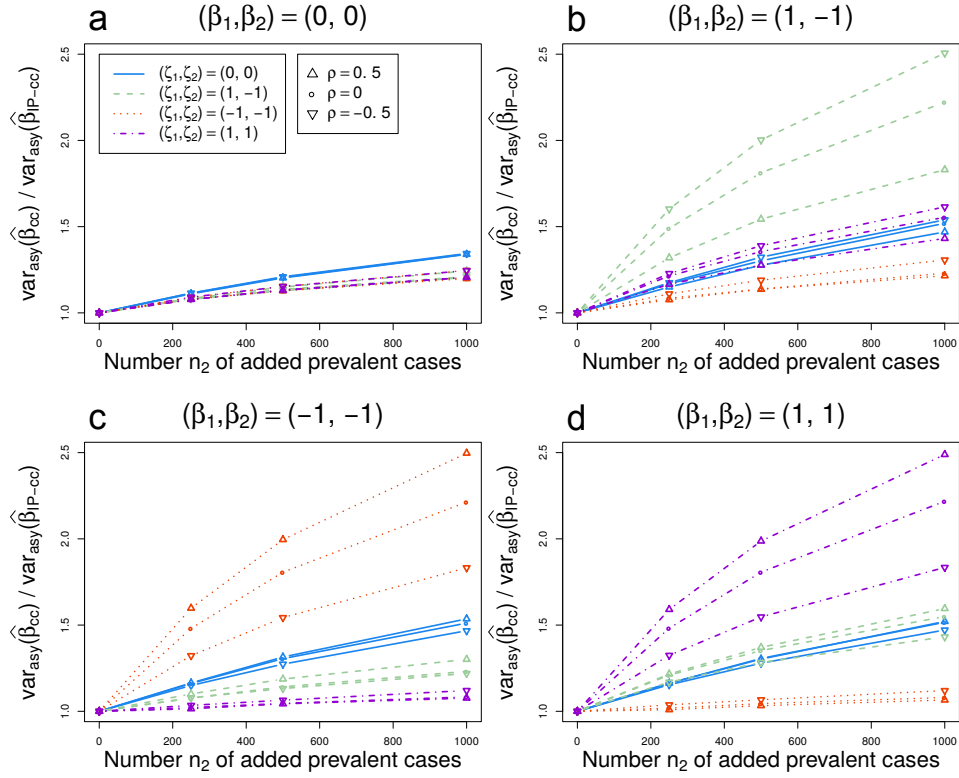 a (β1,β2) = (0, 0)
var_asy(β̂_cc) / var_asy(β̂_IP−cc)
2.5
2.0
1.5
1.0
(ζ1,ζ2) = (0, 0)
(ζ1,ζ2) = (1, −1)
(ζ1,ζ2) = (−1, −1)
(ζ1,ζ2) = (1, 1)
ρ = 0. 5
ρ = 0
ρ = −0. 5
0 200 400 600 800 1000
Number n2 of added prevalent cases
b (β1,β2) = (1, −1)
var_asy(β̂_cc) / var_asy(β̂_IP−cc)
2.5
2.0
1.5
1.0
0 200 400 600 800 1000
Number n2 of added prevalent cases
c (β1,β2) = (−1, −1)
var_asy(β̂_cc) / var_asy(β̂_IP−cc)
2.5
2.0
1.5
1.0
0 200 400 600 800 1000
Number n2 of added prevalent cases
d (β1,β2) = (1, 1)
var_asy(β̂_cc) / var_asy(β̂_IP−cc)
2.5
2.0
1.5
1.0
0 200 400 600 800 1000
Number n2 of added prevalent cases